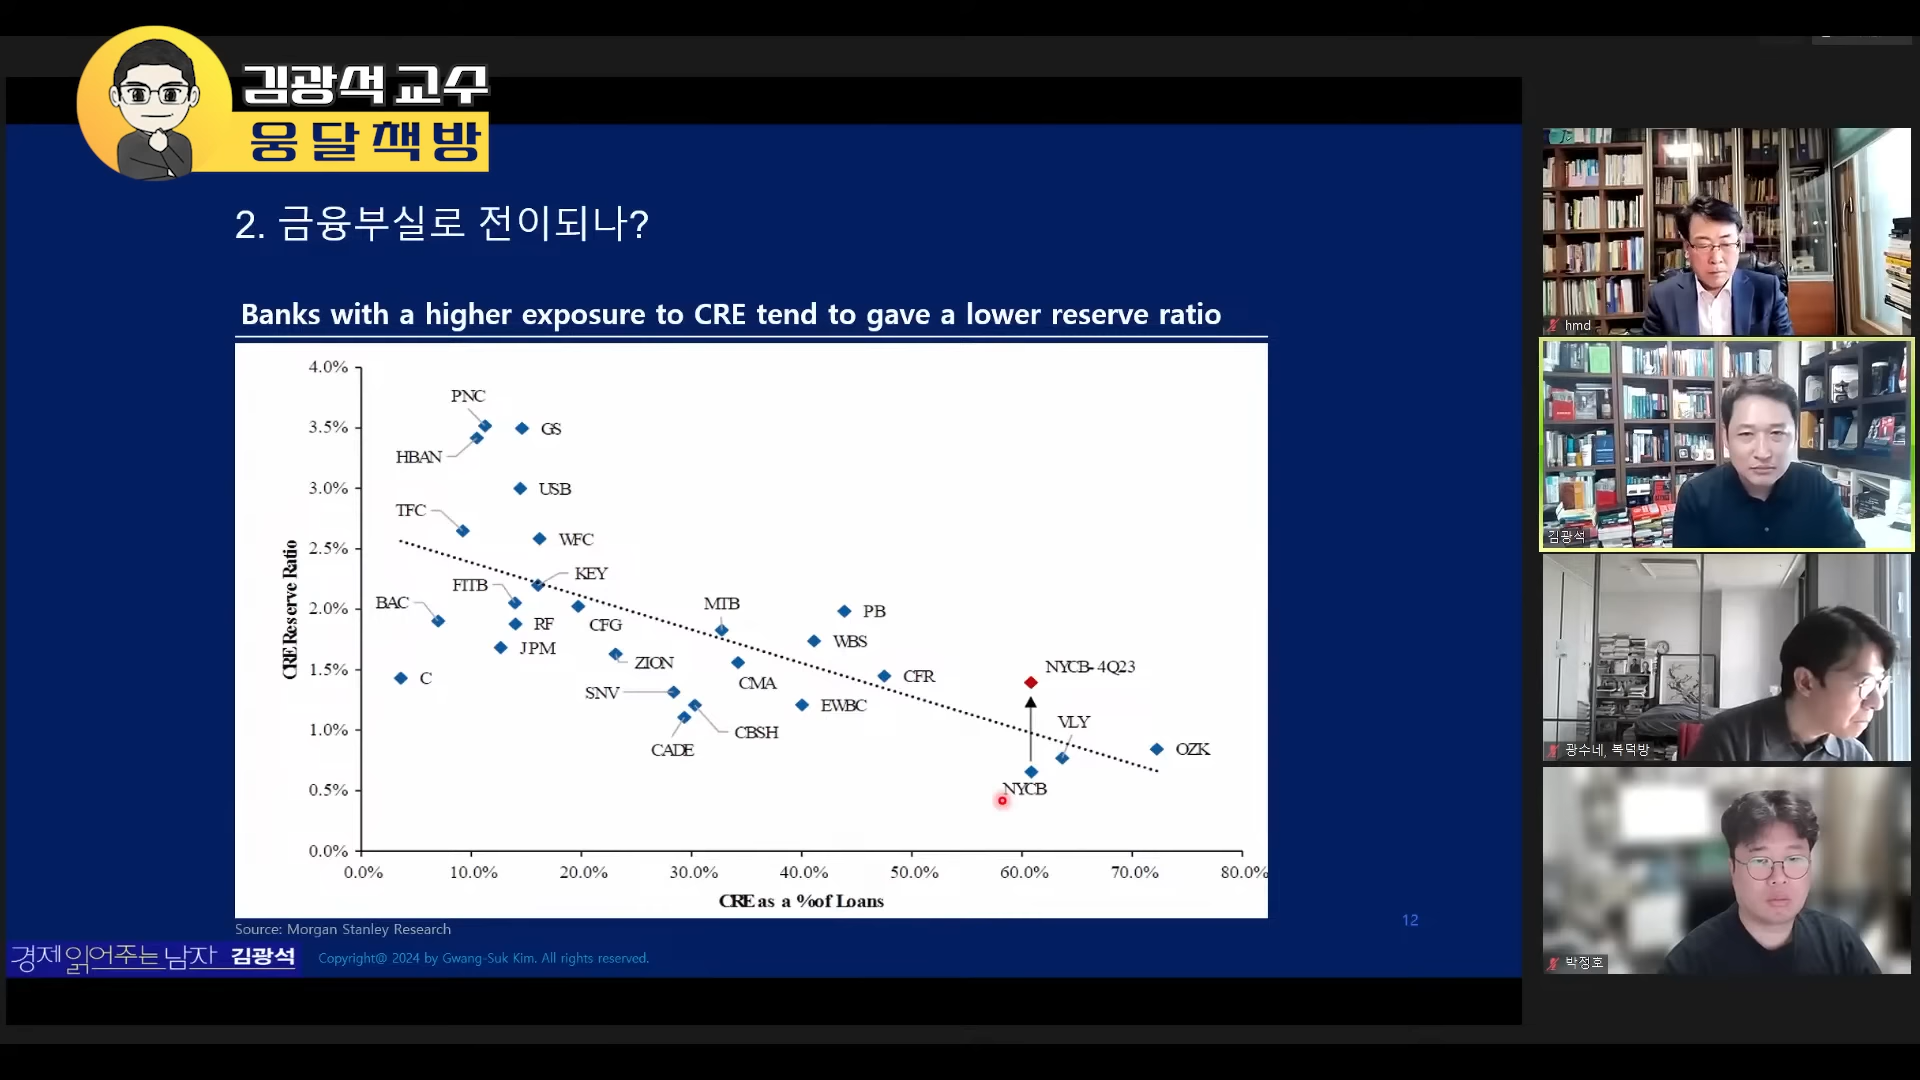 김광석 교수
웅달책방
2. 금융부실로 전이되나?
Banks with a higher exposure to CRE tend to gave a lower reserve ratio
4.0%
3.5%
3.0%
2.5%
2.0%
1.5%
1.0%
0.5%
0.0%
CRE Reserve Ratio
PNC
GS
HBAN
USB
TFC
WFC
KEY
FITB
BAC
RF
CFG
JPM
C
ZION
MTB
PB
WBS
CMA
SNV
CFR
NYCB- 4Q23
EWBC
CBSH
CADE
VLY
OZK
NYCB
0.0%
10.0%
20.0%
30.0%
40.0%
50.0%
60.0%
70.0%
80.0%
CRE as a % of Loans
Source: Morgan Stanley Research
12
경제읽어주는남자 김광석
Copyright@ 2024 by Gwang-Suk Kim. All rights reserved.
hmd
김광석
광수네, 복덕방
박정호